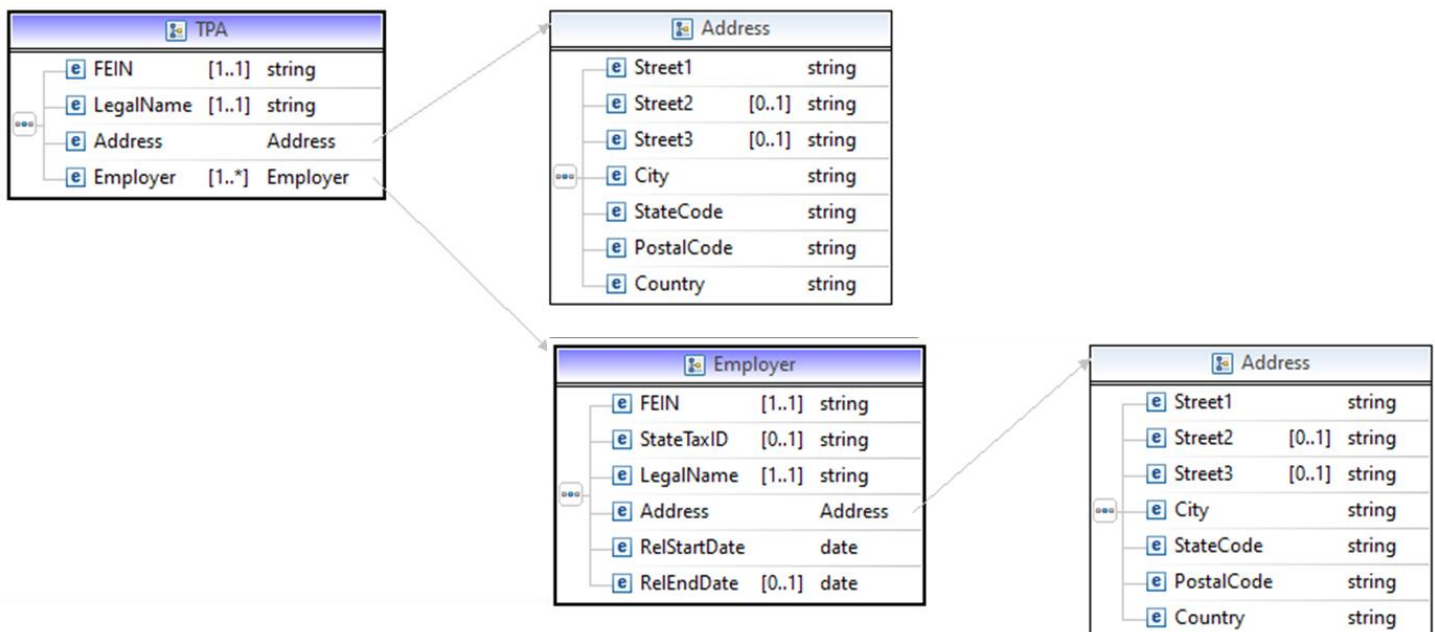 TPA
e FEIN [1..1] string
e LegalName [1..1] string
e Address Address
e Employer [1..*] Employer
Address
e Street1 string
e Street2 [0..1] string
e Street3 [0..1] string
e City string
e StateCode string
e PostalCode string
e Country string
Employer
e FEIN [1..1] string
e StateTaxID [0..1] string
e LegalName [1..1] string
e Address Address
e RelStartDate date
e RelEndDate [0..1] date
Address
e Street1 string
e Street2 [0..1] string
e Street3 [0..1] string
e City string
e StateCode string
e PostalCode string
e Country string